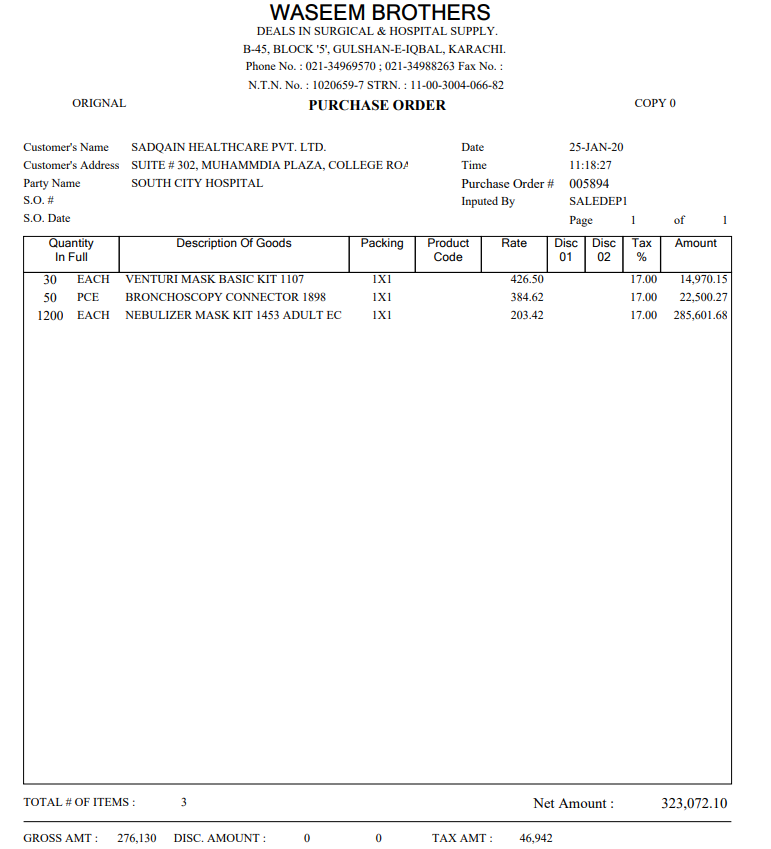 WASEEM BROTHERS
DEALS IN SURGICAL & HOSPITAL SUPPLY.
B-45, BLOCK '5', GULSHAN-E-IQBAL, KARACHI.
Phone No. : 021-34969570 ; 021-34988263 Fax No. :
N.T.N. No. : 1020659-7 STRN. : 11-00-3004-066-82
ORIGNAL PURCHASE ORDER COPY 0
Customer's Name SADQAIN HEALTHCARE PVT. LTD. Date 25-JAN-20
Customer's Address SUITE # 302, MUHAMMDIA PLAZA, COLLEGE ROA Time 11:18:27
Party Name SOUTH CITY HOSPITAL Purchase Order # 005894
S.O. # Inputed By SALEDEP1
S.O. Date Page 1 of 1
Quantity In Full Description Of Goods Packing Product Code Rate Disc 01 Disc 02 Tax % Amount
30 EACH VENTURI MASK BASIC KIT 1107 1X1 426.50 17.00 14,970.15
50 PCE BRONCHOSCOPY CONNECTOR 1898 1X1 384.62 17.00 22,500.27
1200 EACH NEBULIZER MASK KIT 1453 ADULT EC 1X1 203.42 17.00 285,601.68
TOTAL # OF ITEMS : 3 Net Amount : 323,072.10
GROSS AMT : 276,130 DISC. AMOUNT : 0 0 TAX AMT : 46,942